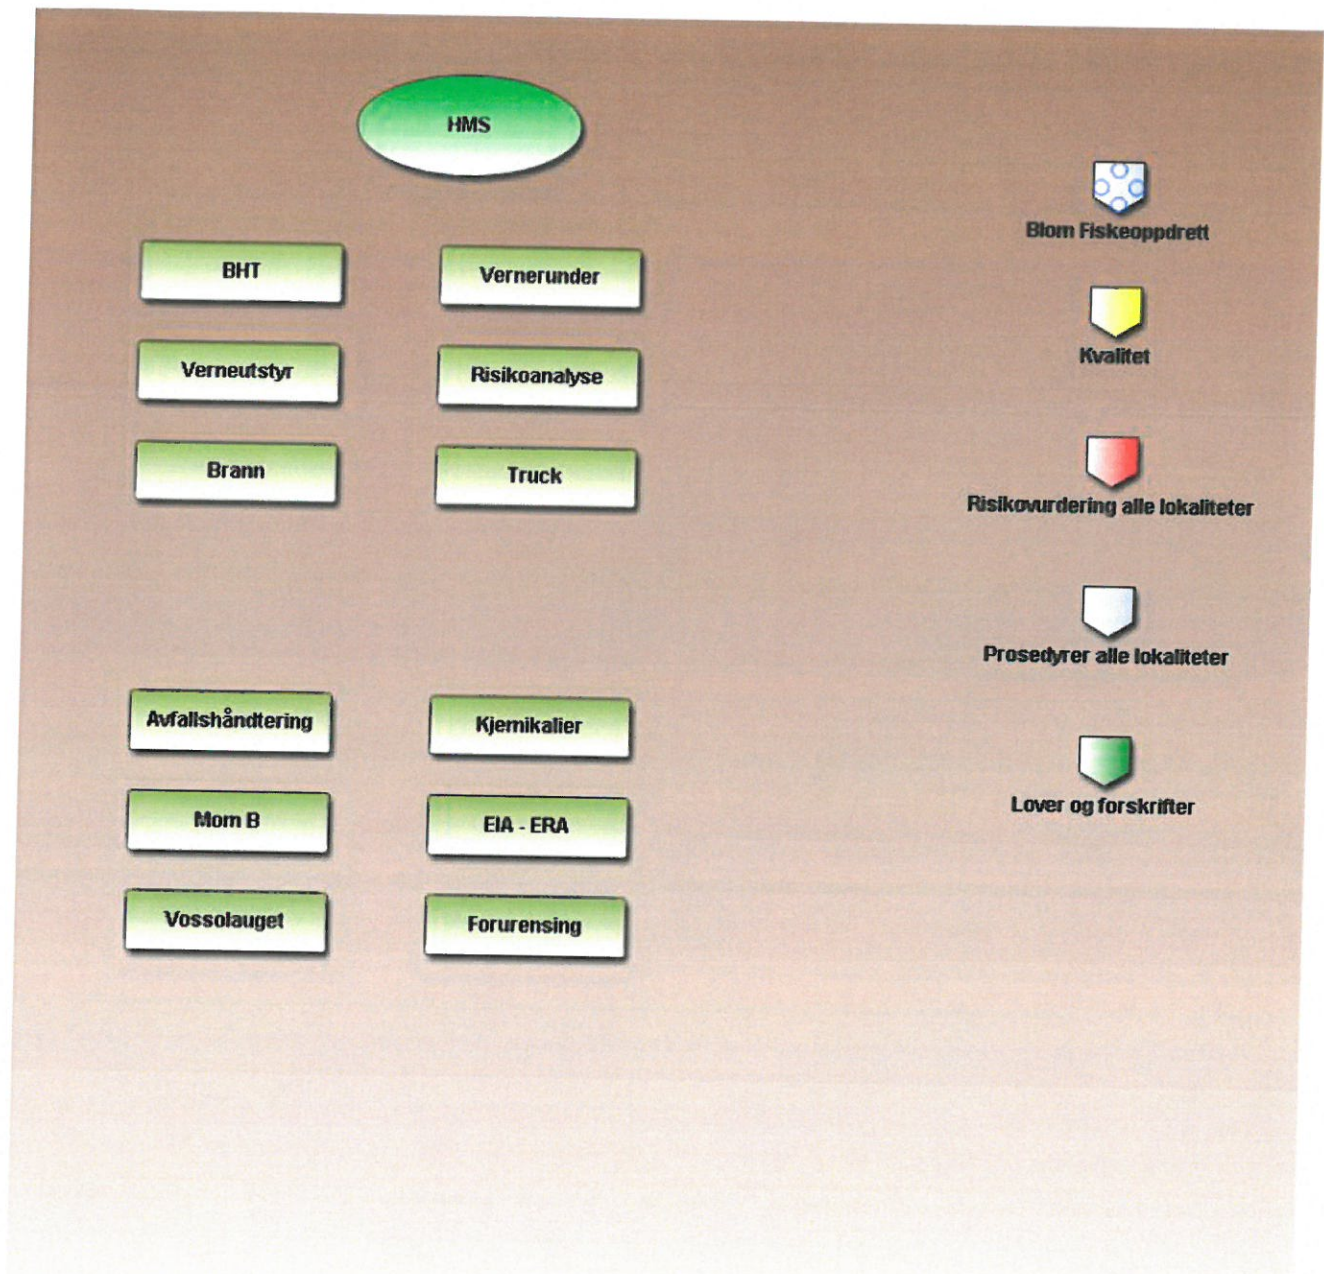 HMS
BHT
Vernerunder
Verneutstyr
Risikoanalyse
Brann
Truck
Avfallshåndtering
Kjemikalier
Mom B
EIA - ERA
Vossolauget
Forurensing
Blom Fiskeoppdrett
Kvalitet
Risikovurdering alle lokaliteter
Prosedyrer alle lokaliteter
Lover og forskrifter